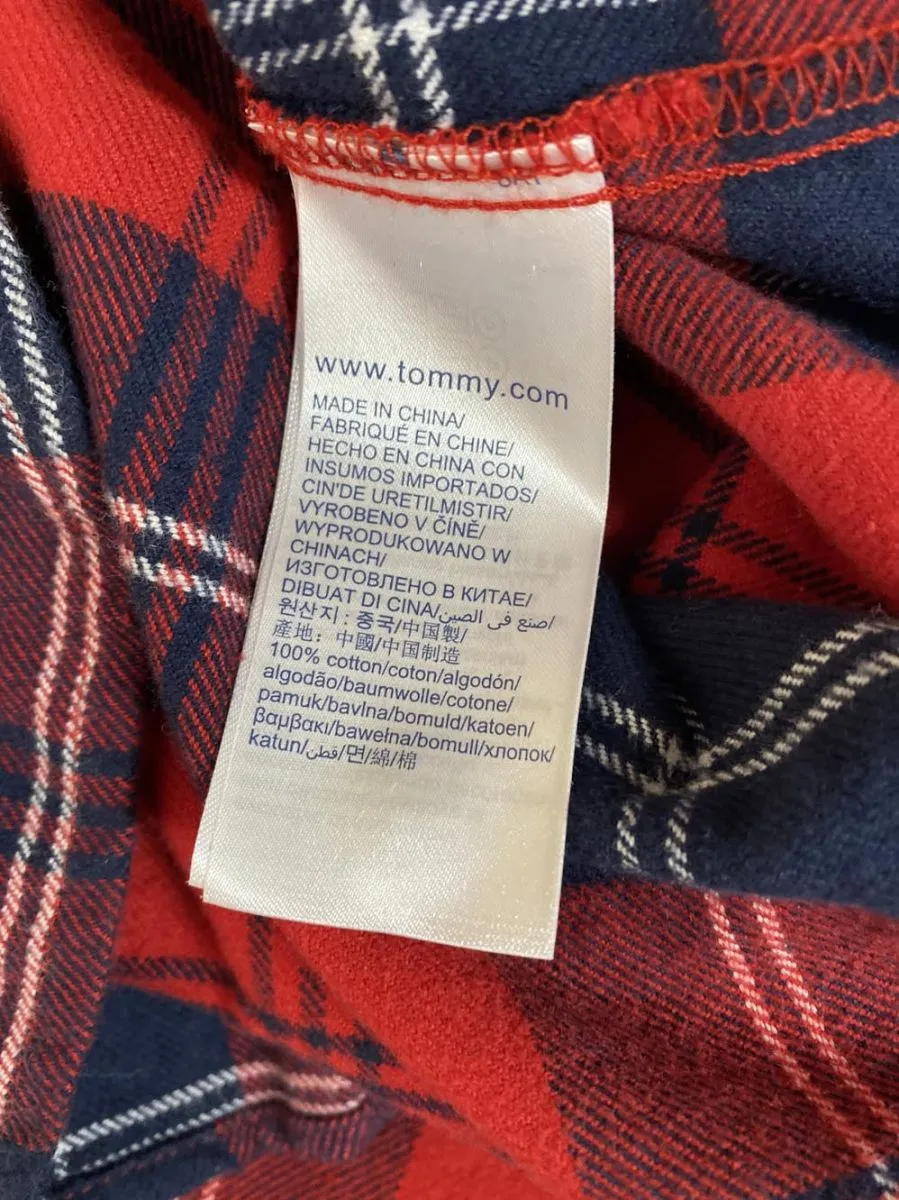 www.tommy.com
MADE IN CHINA/
FABRIQUÉ EN CHINE/
HECHO EN CHINA CON
INSUMOS IMPORTADOS/
CIN'DE URETILMISTIR/
VYROBENO V ČÍNĚ/
WYPRODUKOWANO W
CHINACH/
ИЗГОТОВЛЕНО В КИТАЕ/
DIBUAT DI CINA/صنع في الصين/
원산지 : 중국/中国製/
產地: 中國/中国制造
100% cotton/coton/algodón/
algodão/baumwolle/cotone/
pamuk/bavlna/bomuld/katoen/
βαμβακι/bawełna/bomull/хлопок/
katun/قطن/면/綿/棉